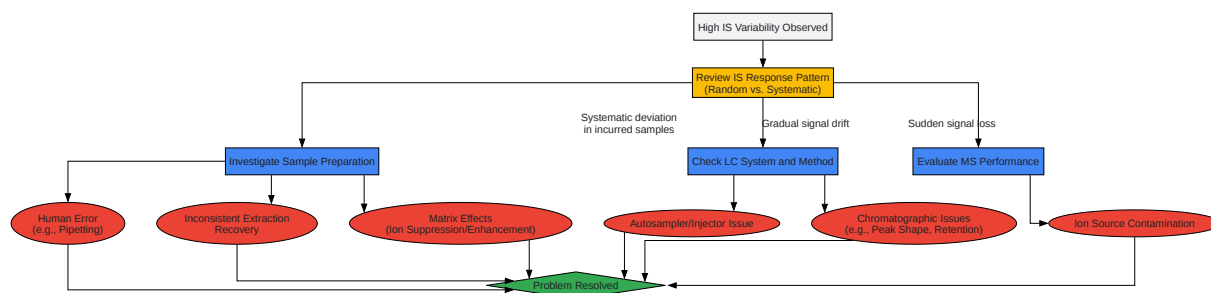 High IS Variability Observed
Review IS Response Pattern
(Random vs. Systematic)
Systematic deviation
in incurred samples
Gradual signal drift
Sudden signal loss
Investigate Sample Preparation
Check LC System and Method
Evaluate MS Performance
Human Error
(e.g., Pipetting)
Inconsistent Extraction
Recovery
Matrix Effects
(Ion Suppression/Enhancement)
Autosampler/Injector Issue
Chromatographic Issues
(e.g., Peak Shape, Retention)
Ion Source Contamination
Problem Resolved